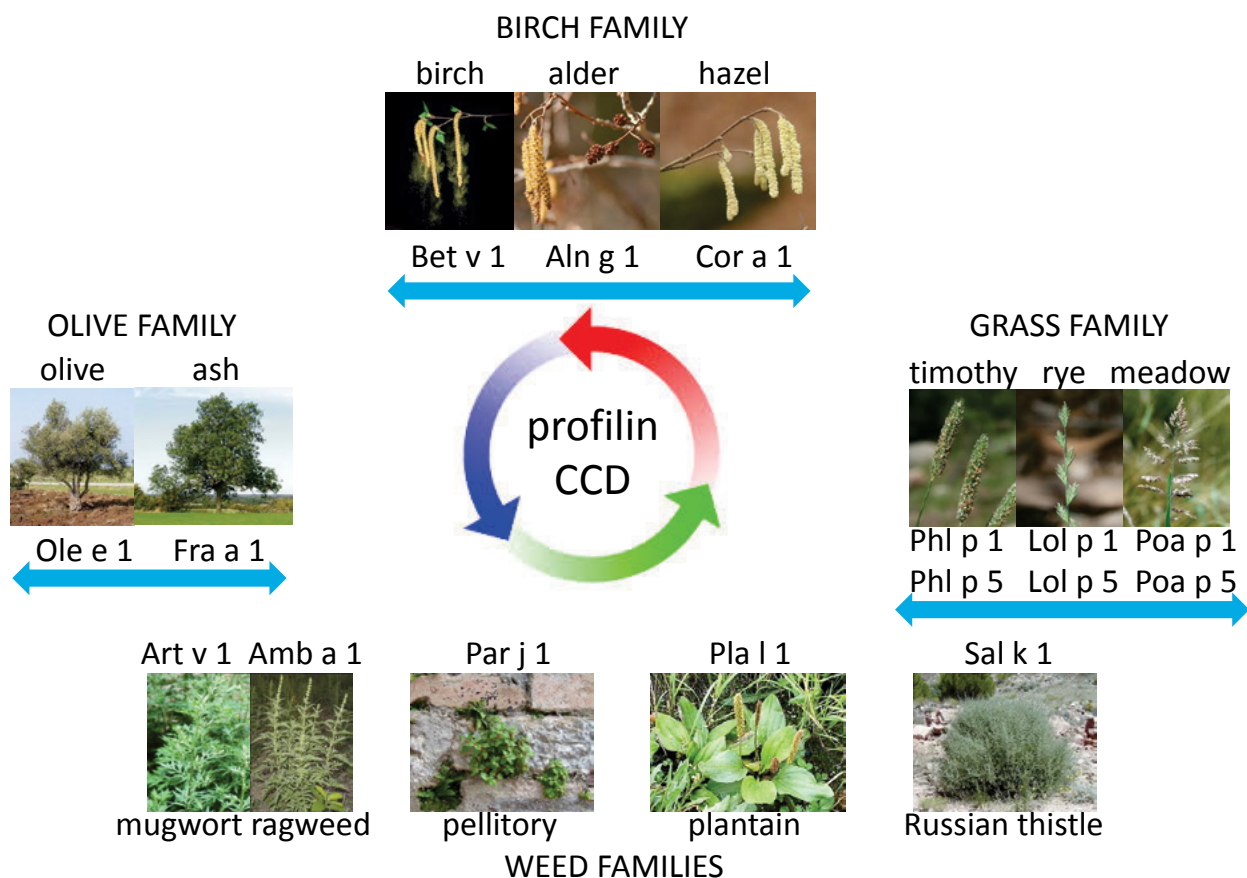 BIRCH FAMILY
birch alder hazel
Bet v 1 Aln g 1 Cor a 1
OLIVE FAMILY
olive ash
Ole e 1 Fra a 1
profilin
CCD
GRASS FAMILY
timothy rye meadow
Phl p 1 Lol p 1 Poa p 1
Phl p 5 Lol p 5 Poa p 5
Art v 1 Amb a 1 Par j 1 Pla l 1 Sal k 1
mugwort ragweed pellitory plantain Russian thistle
WEED FAMILIES